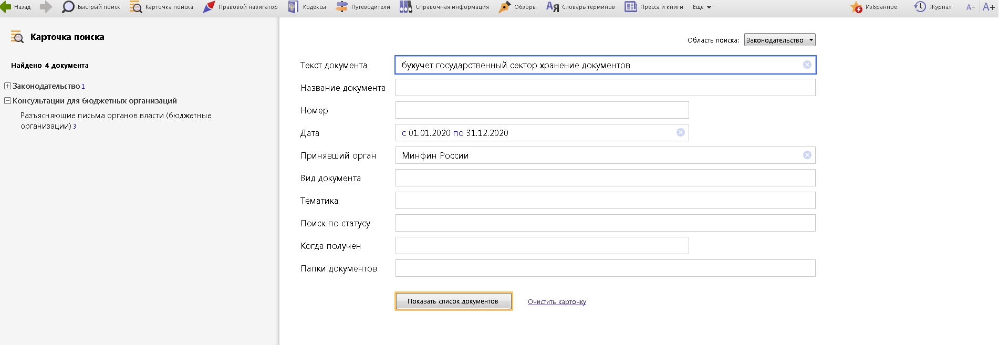 Назад Быстрый поиск Карточка поиска Правовой навигатор Кодексы Путеводители Справочная информация Обзоры Словарь терминов Пресса и книги Еще Избранное Журнал А− А+
Карточка поиска
Найдено 4 документа
Законодательство 1
Консультации для бюджетных организаций
Разъясняющие письма органов власти (бюджетные
организации) 3
Область поиска: Законодательство
Текст документа бухучет государственный сектор хранение документов
Название документа
Номер
Дата с 01.01.2020 по 31.12.2020
Принявший орган Минфин России
Вид документа
Тематика
Поиск по статусу
Когда получен
Папки документов
Показать список документов Очистить карточку